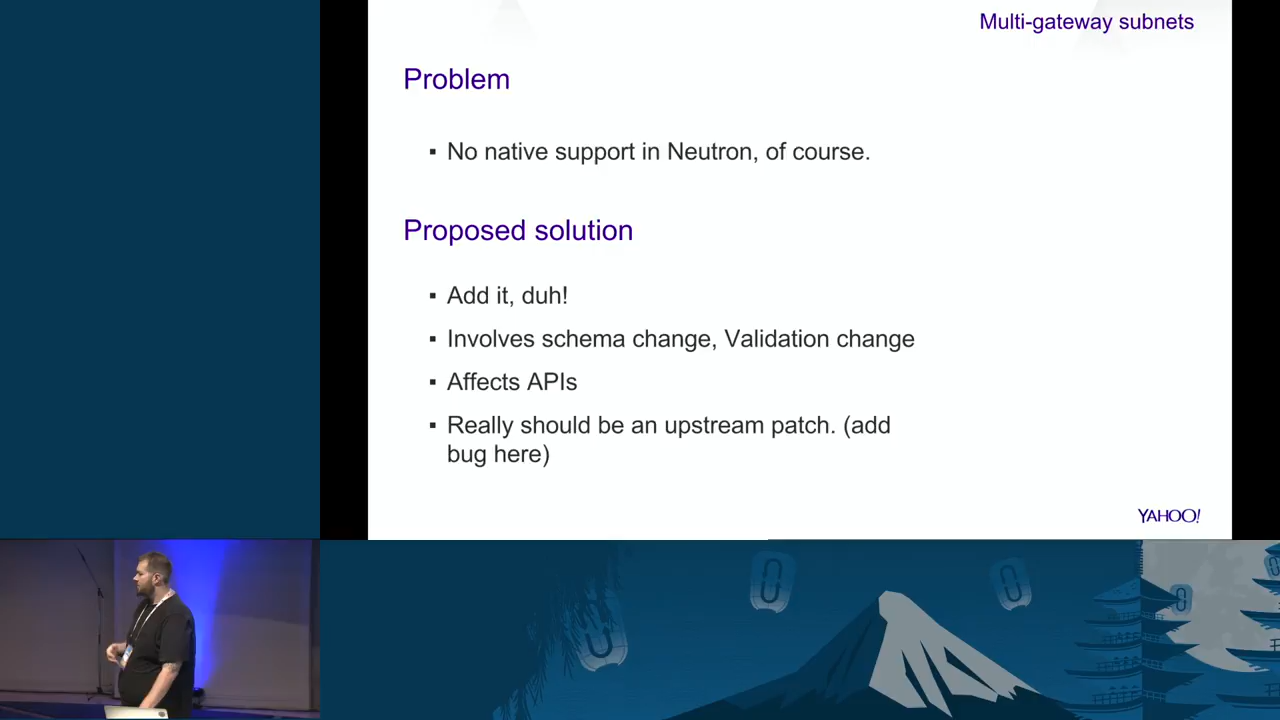 Multi-gateway subnets
Problem
▪ No native support in Neutron, of course.
Proposed solution
▪ Add it, duh!
▪ Involves schema change, Validation change
▪ Affects APIs
▪ Really should be an upstream patch. (add
bug here)
YAHOO!